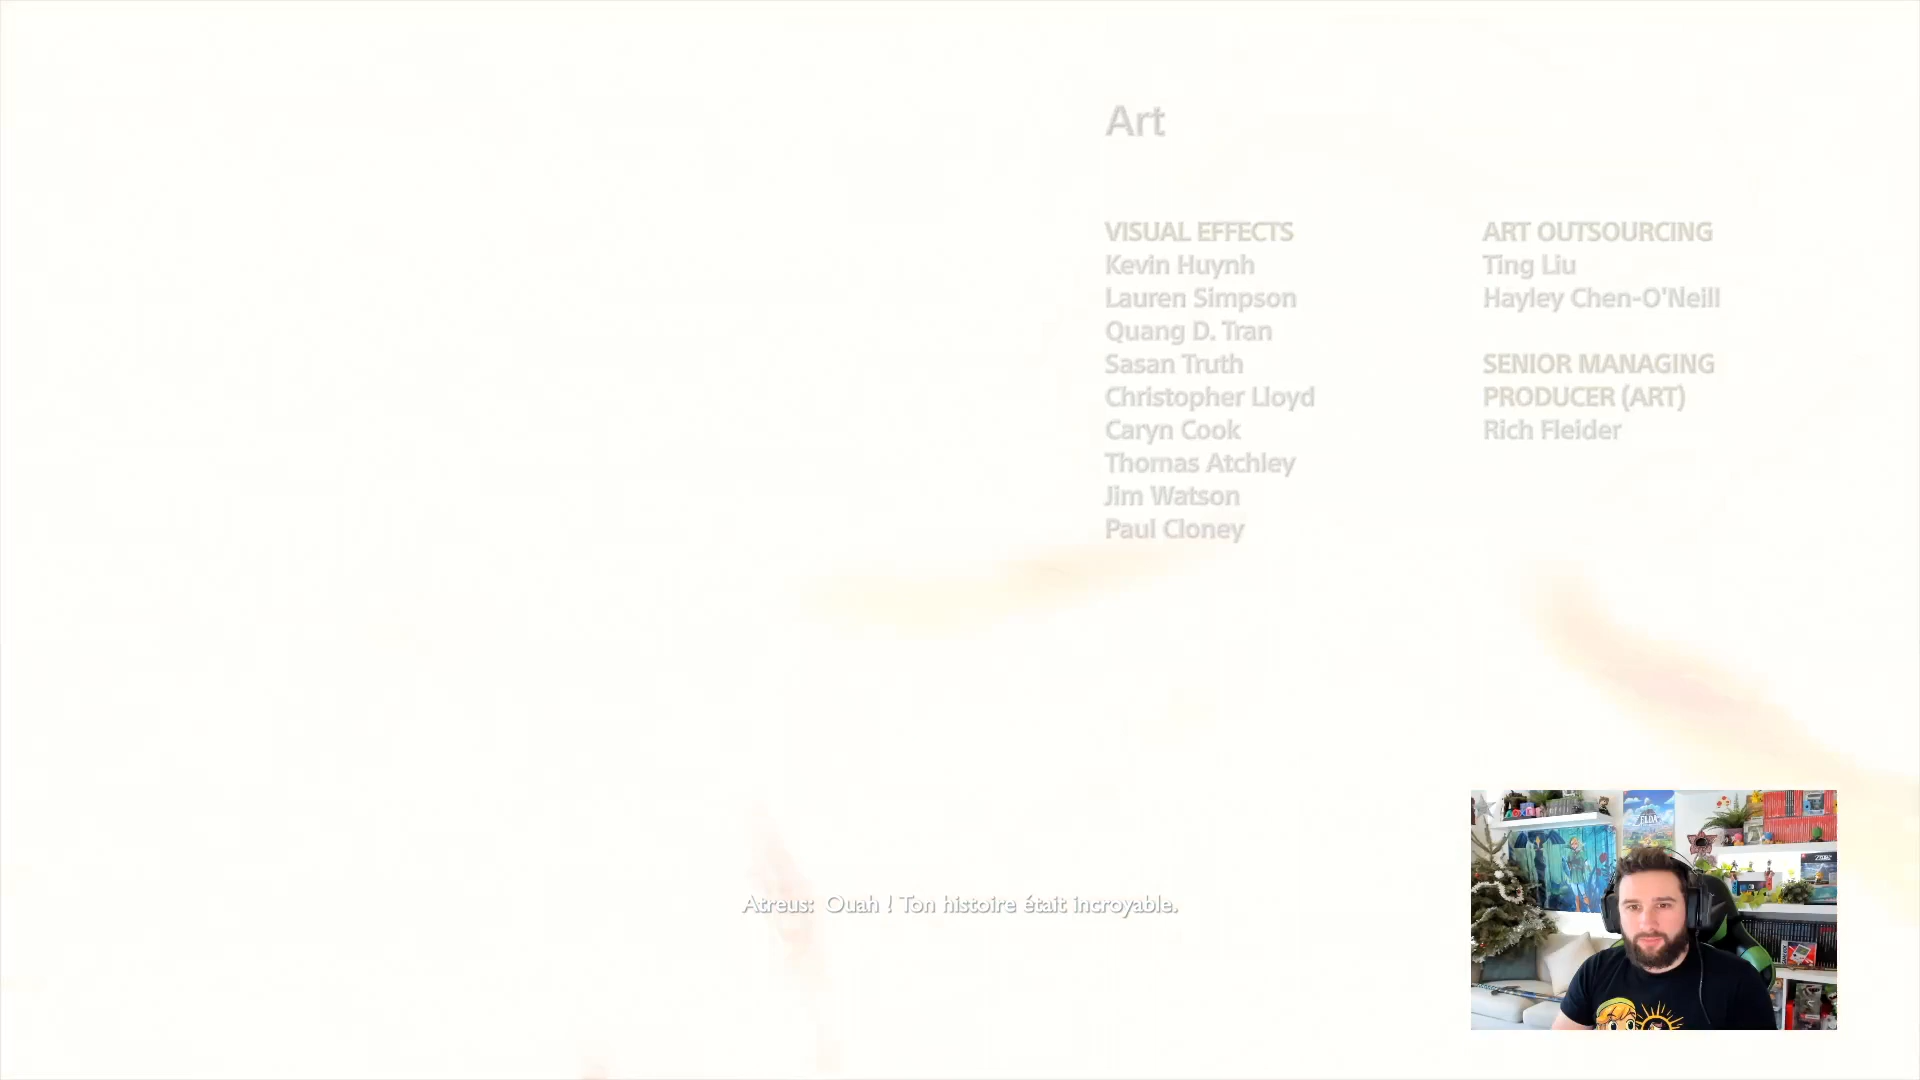 Art
VISUAL EFFECTS
Kevin Huynh
Lauren Simpson
Quang D. Tran
Sasan Truth
Christopher Lloyd
Caryn Cook
Thomas Atchley
Jim Watson
Paul Cloney
ART OUTSOURCING
Ting Liu
Hayley Chen-O'Neill
SENIOR MANAGING
PRODUCER (ART)
Rich Fleider
Atreus: Ouah ! Ton histoire était incroyable.
ZELDA